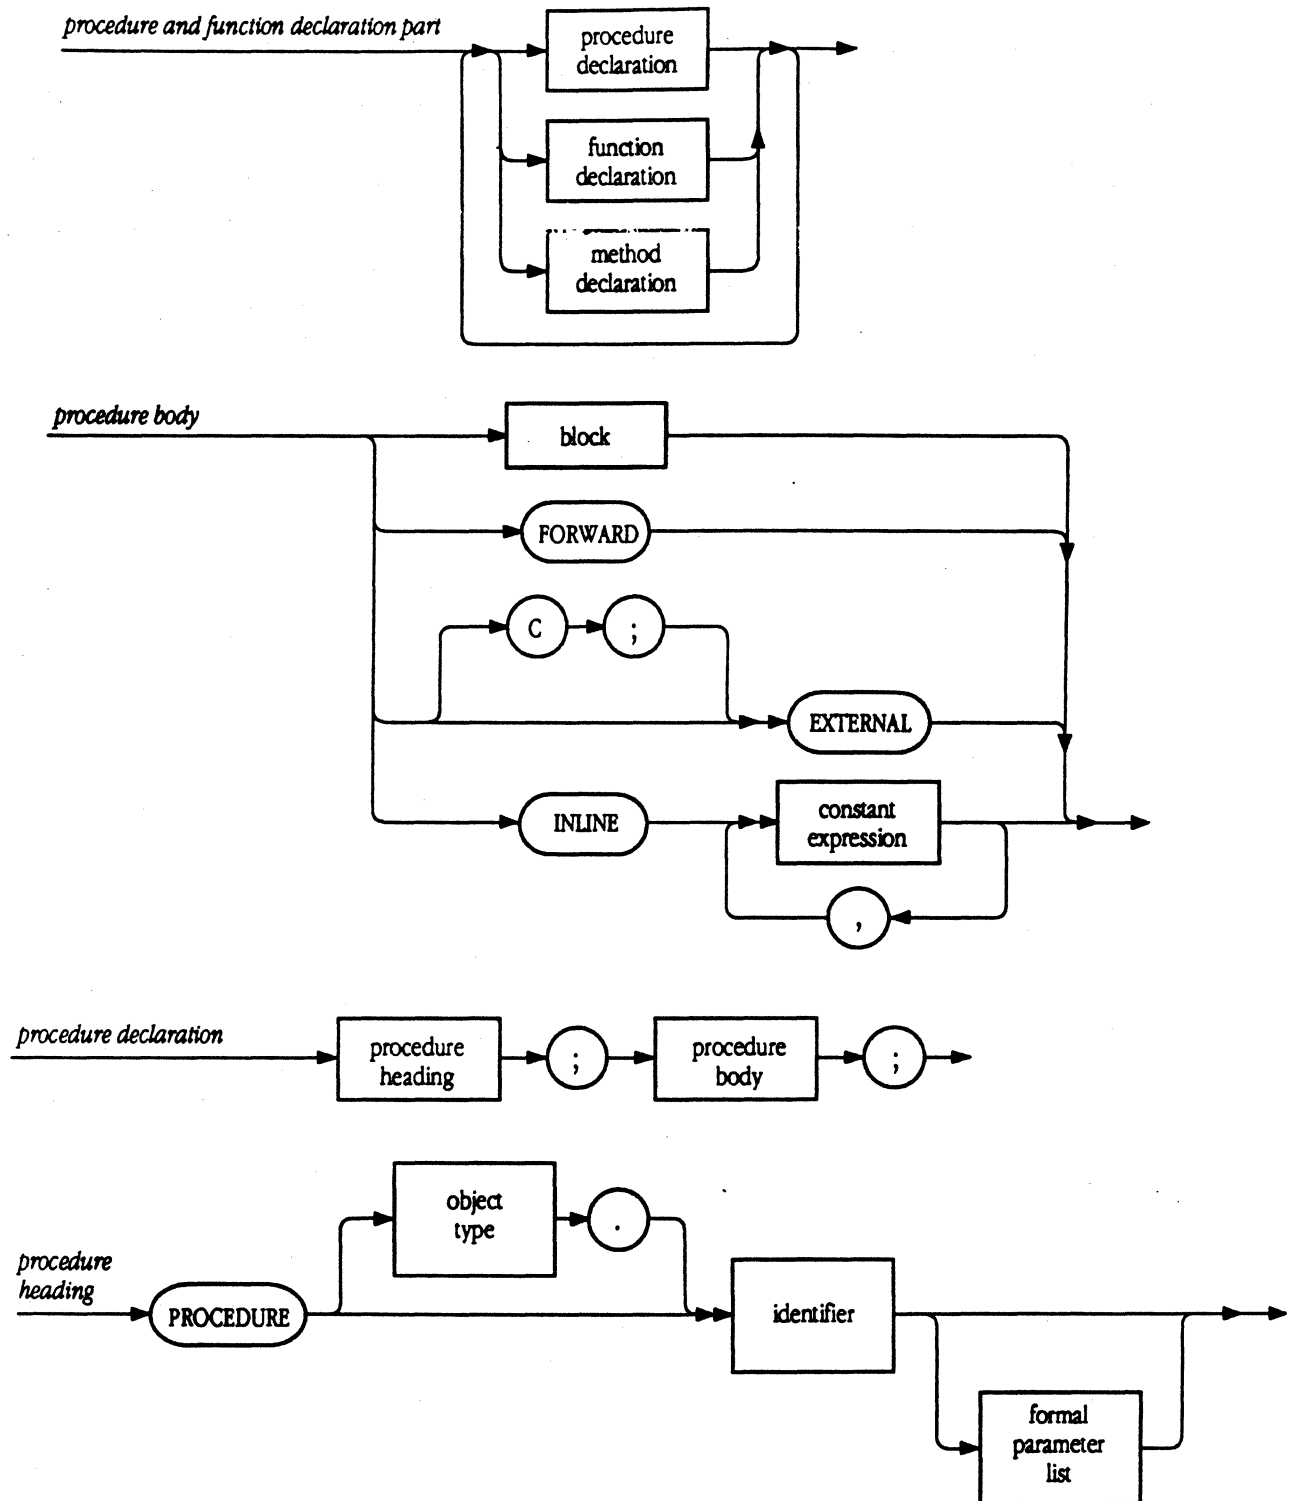 procedure and function declaration part
procedure
declaration
function
declaration
method
declaration
procedure body
block
FORWARD
C
;
EXTERNAL
INLINE
constant
expression
,
procedure declaration
procedure
heading
;
procedure
body
;
object
type
.
procedure
heading
PROCEDURE
identifier
formal
parameter
list